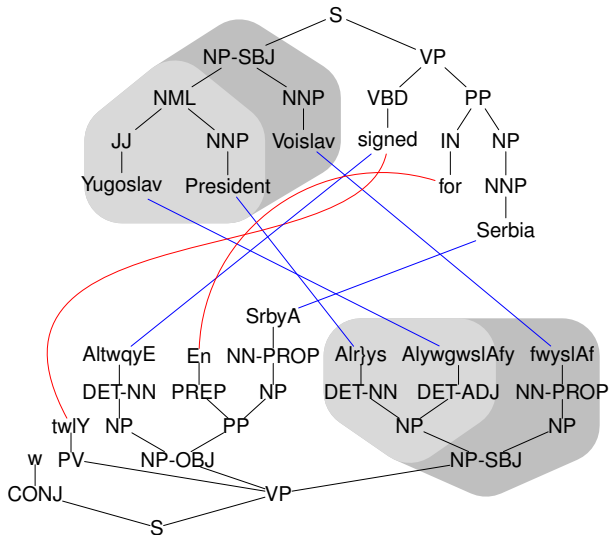 S
NP-SBJ VP
NML NNP VBD PP
JJ NNP Voislav signed IN NP
Yugoslav President for NNP
Serbia
SrbyA
AltwqyE En NN-PROP Alr}ys AlywgwslAfy fwyslAf
DET-NN PREP NP DET-NN DET-ADJ NN-PROP
twlY NP PP NP NP
w PV NP-OBJ NP-SBJ
CONJ VP
S